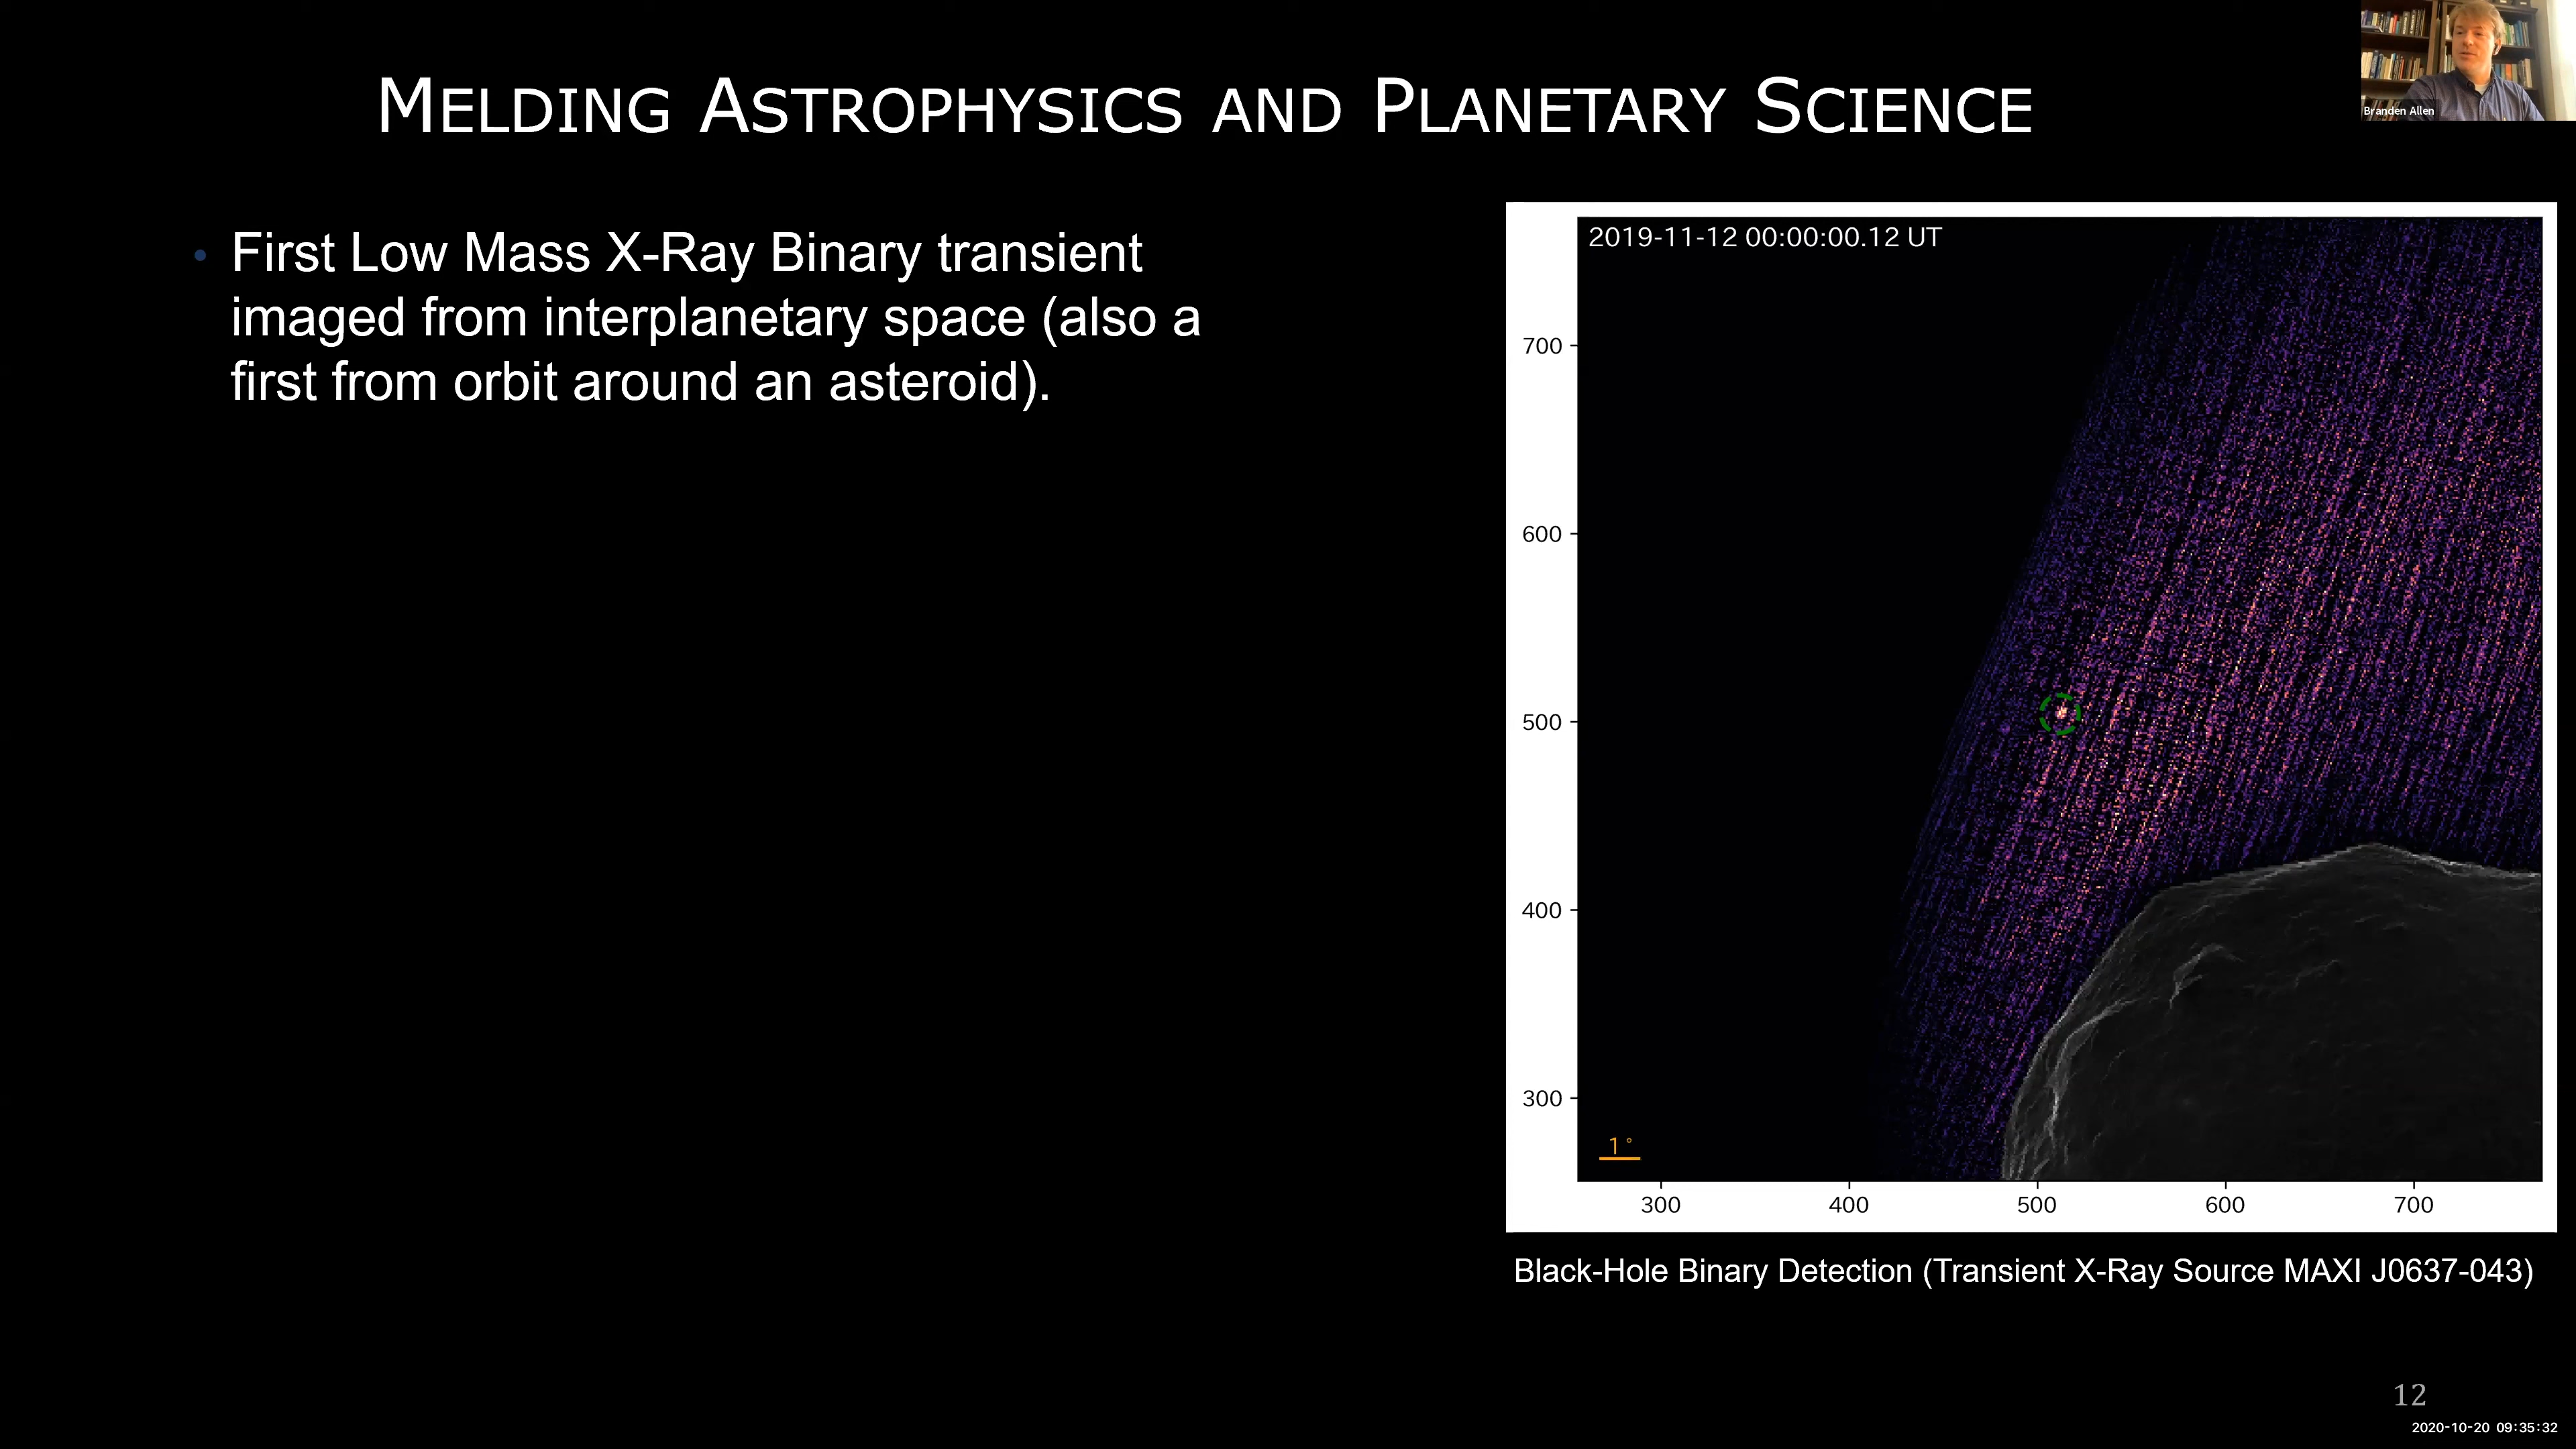 MELDING ASTROPHYSICS AND PLANETARY SCIENCE
Branden Allen
• First Low Mass X-Ray Binary transient
imaged from interplanetary space (also a
first from orbit around an asteroid).
2019-11-12 00:00:00.12 UT
700
600
500
400
300
1°
300 400 500 600 700
Black-Hole Binary Detection (Transient X-Ray Source MAXI J0637-043)
12
2020-10-20 09:35:32